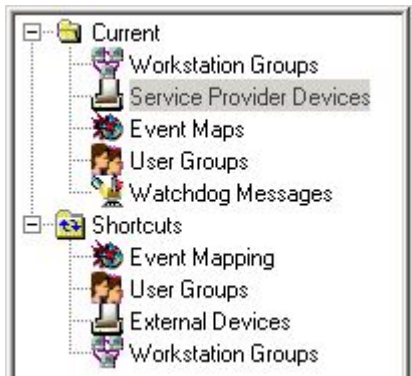 Current
Workstation Groups
Service Provider Devices
Event Maps
User Groups
Watchdog Messages
Shortcuts
Event Mapping
User Groups
External Devices
Workstation Groups